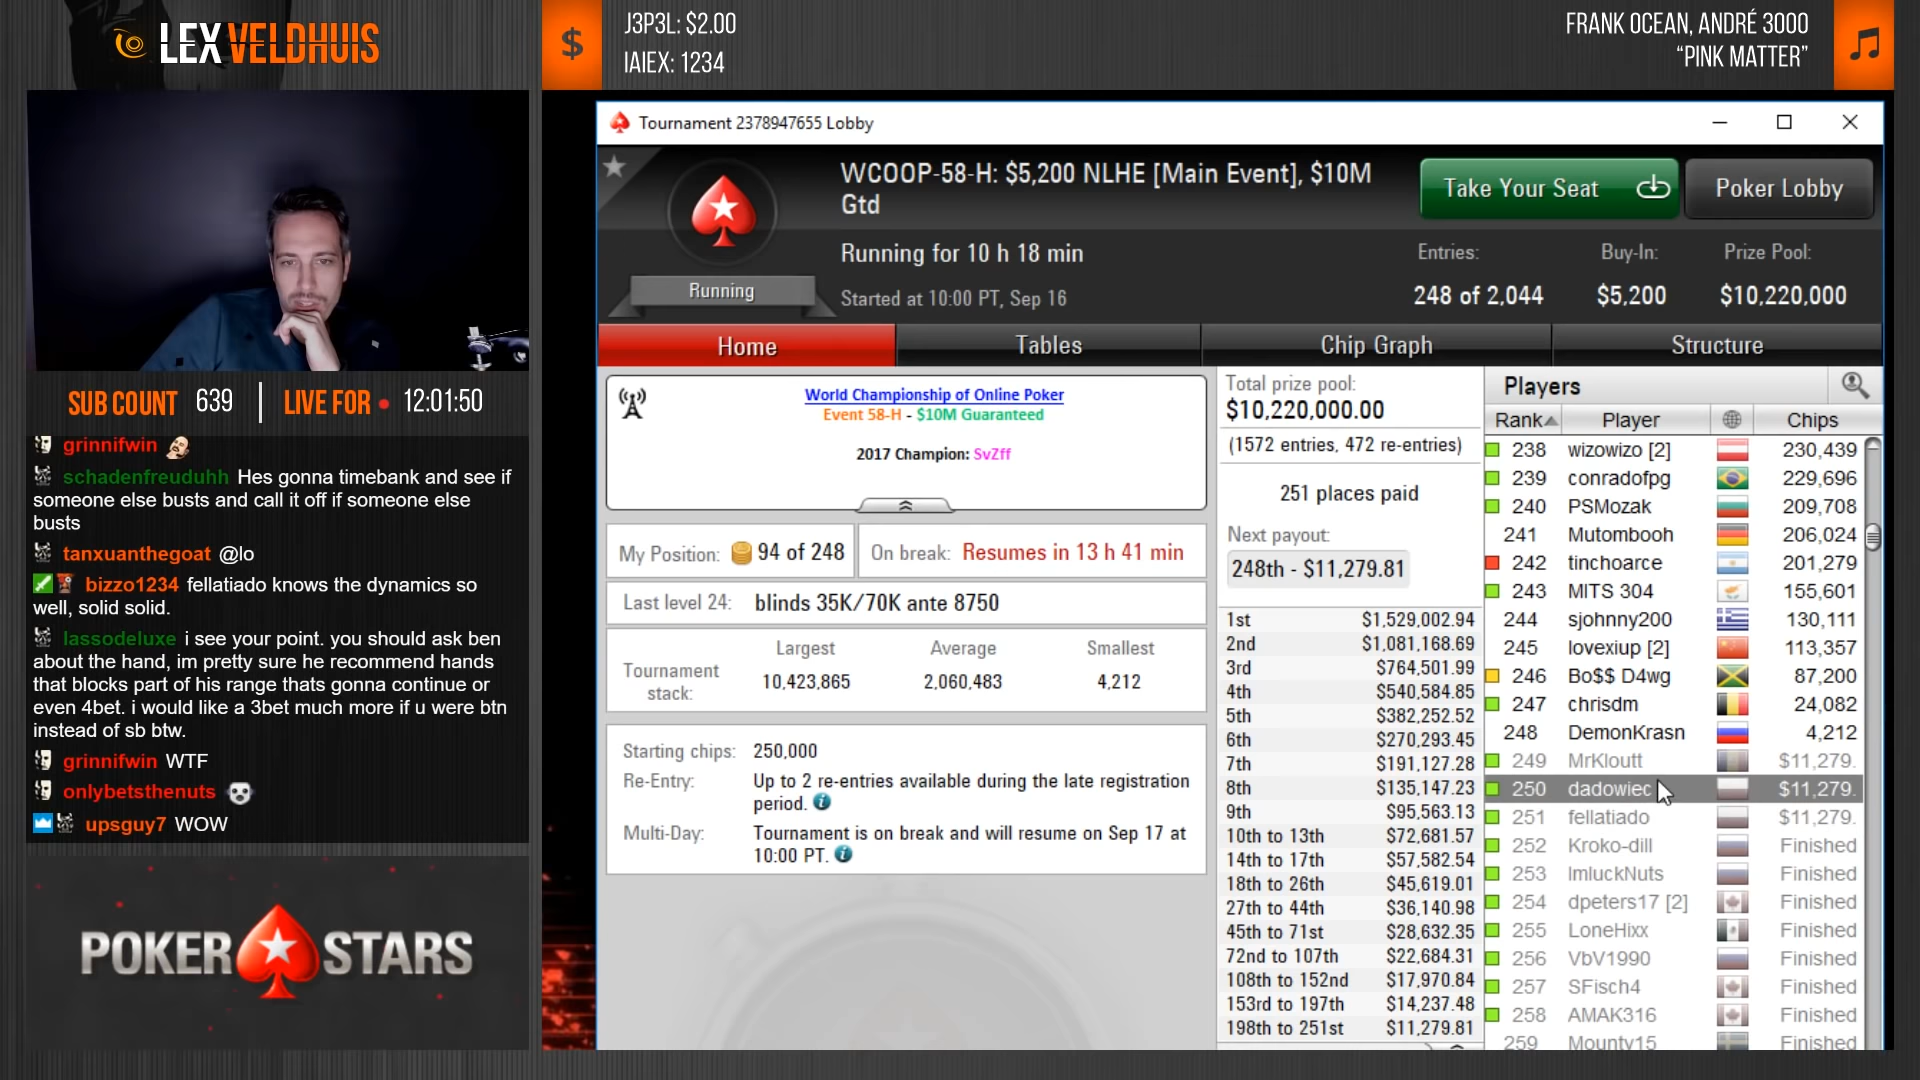 LEX VELDHUIS
$
J3P3L: $2.00
IAIEX: 1234
FRANK OCEAN, ANDRÉ 3000
“PINK MATTER”
SUB COUNT 639 | LIVE FOR • 12:01:50
grinnifwin
schadenfreuduhh Hes gonna timebank and see if
someone else busts and call it off if someone else
busts
tanxuanthegoat @lo
bizzo1234 fellatiado knows the dynamics so
well, solid solid.
lassodeluxe i see your point. you should ask ben
about the hand, im pretty sure he recommend hands
that blocks part of his range thats gonna continue or
even 4bet. i would like a 3bet much more if u were btn
instead of sb btw.
grinnifwin WTF
onlybetsthenuts
upsguy7 WOW
POKER STARS
Tournament 2378947655 Lobby
WCOOP-58-H: $5,200 NLHE [Main Event], $10M
Gtd
Running for 10 h 18 min
Started at 10:00 PT, Sep 16
Running
Take Your Seat
Poker Lobby
Entries: Buy-In: Prize Pool:
248 of 2,044 $5,200 $10,220,000
Home Tables Chip Graph Structure
World Championship of Online Poker
Event 58-H - $10M Guaranteed
2017 Champion: SvZff
My Position: 94 of 248
On break: Resumes in 13 h 41 min
Last level 24: blinds 35K/70K ante 8750
Largest Average Smallest
Tournament
stack:
10,423,865 2,060,483 4,212
Starting chips: 250,000
Re-Entry: Up to 2 re-entries available during the late registration
period.
Multi-Day: Tournament is on break and will resume on Sep 17 at
10:00 PT.
Total prize pool:
$10,220,000.00
(1572 entries, 472 re-entries)
251 places paid
Next payout:
248th - $11,279.81
1st $1,529,002.94
2nd $1,081,168.69
3rd $764,501.99
4th $540,584.85
5th $382,252.52
6th $270,293.45
7th $191,127.28
8th $135,147.23
9th $95,563.13
10th to 13th $72,681.57
14th to 17th $57,582.54
18th to 26th $45,619.01
27th to 44th $36,140.98
45th to 71st $28,632.35
72nd to 107th $22,684.31
108th to 152nd $17,970.84
153rd to 197th $14,237.48
198th to 251st $11,279.81
Players
Rank Player Chips
238 wizowizo [2] 230,439
239 conradofpg 229,696
240 PSMozak 209,708
241 Mutombooh 206,024
242 tinchoarce 201,279
243 MITS 304 155,601
244 sjohnny200 130,111
245 lovexiup [2] 113,357
246 Bo$$ D4wg 87,200
247 chrisdm 24,082
248 DemonKrasn 4,212
249 MrKloutt $11,279.
250 dadowiec $11,279.
251 fellatiado $11,279.
252 Kroko-dill Finished
253 ImluckNuts Finished
254 dpeters17 [2] Finished
255 LoneHixx Finished
256 VbV1990 Finished
257 SFisch4 Finished
258 AMAK316 Finished
259 Mounty15 Finished